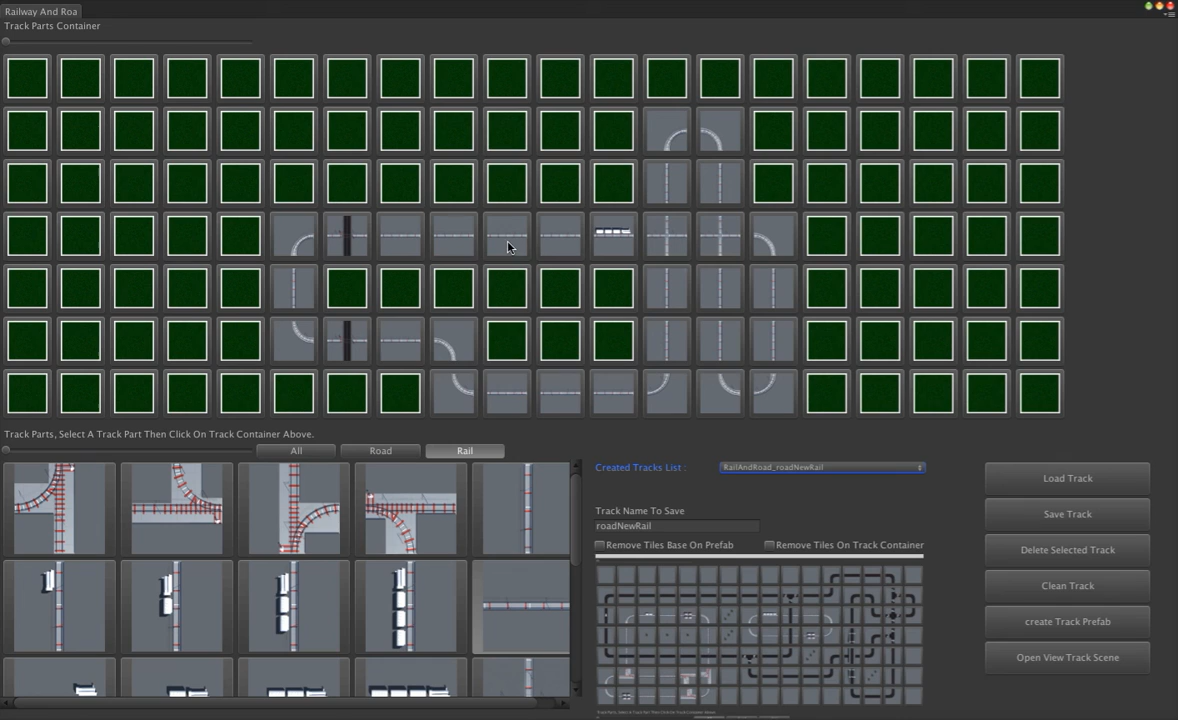 Railway And Roa
Track Parts Container
Track Parts, Select A Track Part Then Click On Track Container Above.
All
Road
Rail
Created Tracks List :
RailAndRoad_roadNewRail
Track Name To Save
roadNewRail
Remove Tiles Base On Prefab
Remove Tiles On Track Container
Load Track
Save Track
Delete Selected Track
Clean Track
create Track Prefab
Open View Track Scene